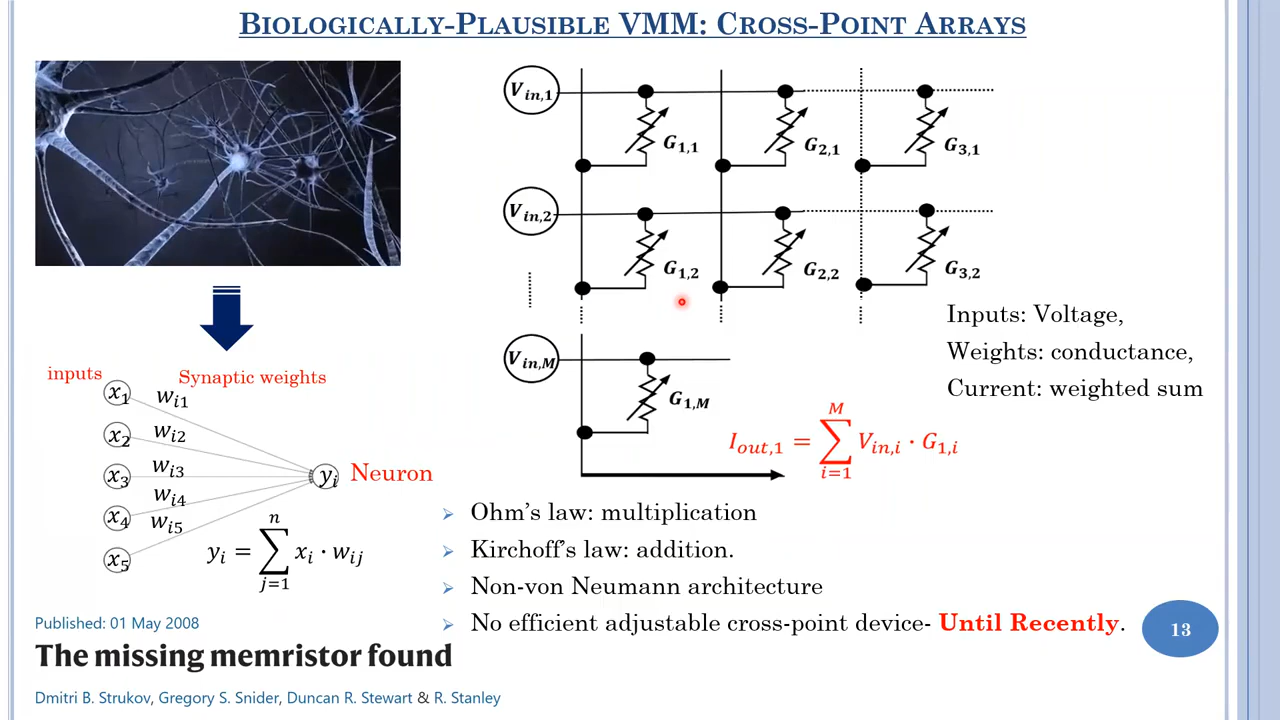 BIOLOGICALLY-PLAUSIBLE VMM: CROSS-POINT ARRAYS
V_in,1
G_1,1
G_2,1
G_3,1
V_in,2
G_1,2
G_2,2
G_3,2
V_in,M
G_1,M
Inputs: Voltage,
Weights: conductance,
Current: weighted sum
I_out,1 = ∑_{i=1}^{M} V_in,i · G_1,i
inputs
Synaptic weights
x_1 w_i1
x_2 w_i2
x_3 w_i3
x_4 w_i4
x_5 w_i5
y_i Neuron
y_i = ∑_{j=1}^{n} x_i · w_ij
Ohm's law: multiplication
Kirchoff's law: addition.
Non-von Neumann architecture
No efficient adjustable cross-point device- Until Recently.
Published: 01 May 2008
The missing memristor found
Dmitri B. Strukov, Gregory S. Snider, Duncan R. Stewart & R. Stanley
13